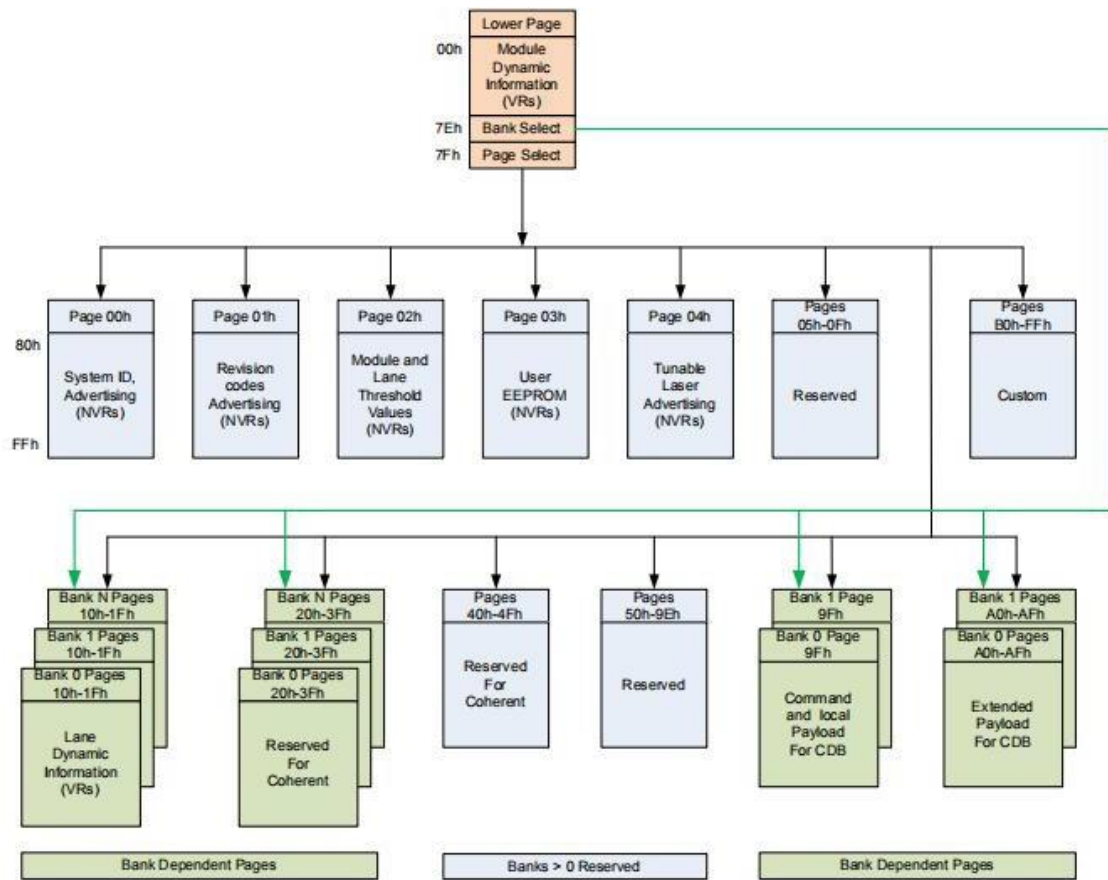 Lower Page
00h
Module
Dynamic
Information
(VRs)
7Eh
Bank Select
7Fh
Page Select
Page 00h
Page 01h
Page 02h
Page 03h
Page 04h
Pages
05h-0Fh
Pages
B0h-FFh
80h
System ID,
Advertising
(NVRs)
Revision
codes
Advertising
(NVRs)
Module and
Lane
Threshold
Values
(NVRs)
User
EEPROM
(NVRs)
Tunable
Laser
Advertising
(NVRs)
Reserved
Custom
FFh
Bank N Pages
10h-1Fh
Bank 1 Pages
10h-1Fh
Bank 0 Pages
10h-1Fh
Lane
Dynamic
Information
(VRs)
Bank N Pages
20h-3Fh
Bank 1 Pages
20h-3Fh
Bank 0 Pages
20h-3Fh
Reserved
For
Coherent
Pages
40h-4Fh
Reserved
For
Coherent
Pages
50h-9Eh
Reserved
Bank 1 Page
9Fh
Bank 0 Page
9Fh
Command
and local
Payload
For CDB
Bank 1 Pages
A0h-AFh
Bank 0 Pages
A0h-AFh
Extended
Payload
For CDB
Bank Dependent Pages
Banks > 0 Reserved
Bank Dependent Pages